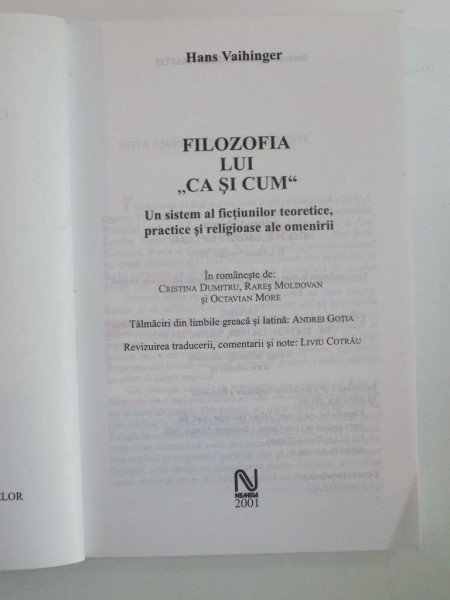 Hans Vaihinger
FILOZOFIA
LUI
„CA ŞI CUM“
Un sistem al ficţiunilor teoretice,
practice şi religioase ale omenirii
În româneşte de:
CRISTINA DUMITRU, RAREŞ MOLDOVAN
şi OCTAVIAN MORE
Tălmăciri din limbile greacă şi latină: ANDREI GOŢIA
Revizuirea traducerii, comentarii şi note: LIVIU COTRĂU
NEMIRA
2001